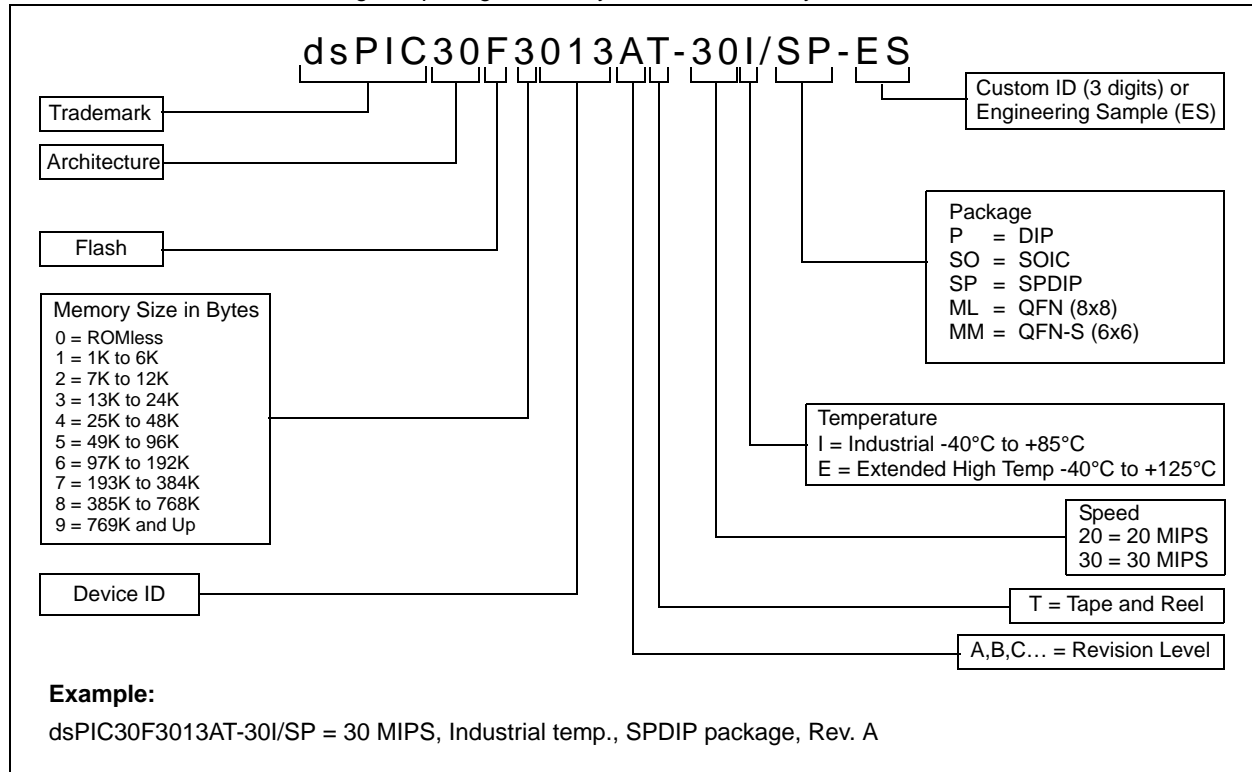 dsPIC30F3013AT-30I/SP-ES
Trademark
Architecture
Flash
Memory Size in Bytes
0 = ROMless
1 = 1K to 6K
2 = 7K to 12K
3 = 13K to 24K
4 = 25K to 48K
5 = 49K to 96K
6 = 97K to 192K
7 = 193K to 384K
8 = 385K to 768K
9 = 769K and Up
Device ID
Custom ID (3 digits) or
Engineering Sample (ES)
Package
P = DIP
SO = SOIC
SP = SPDIP
ML = QFN (8x8)
MM = QFN-S (6x6)
Temperature
I = Industrial -40°C to +85°C
E = Extended High Temp -40°C to +125°C
Speed
20 = 20 MIPS
30 = 30 MIPS
T = Tape and Reel
A,B,C… = Revision Level
Example:
dsPIC30F3013AT-30I/SP = 30 MIPS, Industrial temp., SPDIP package, Rev. A